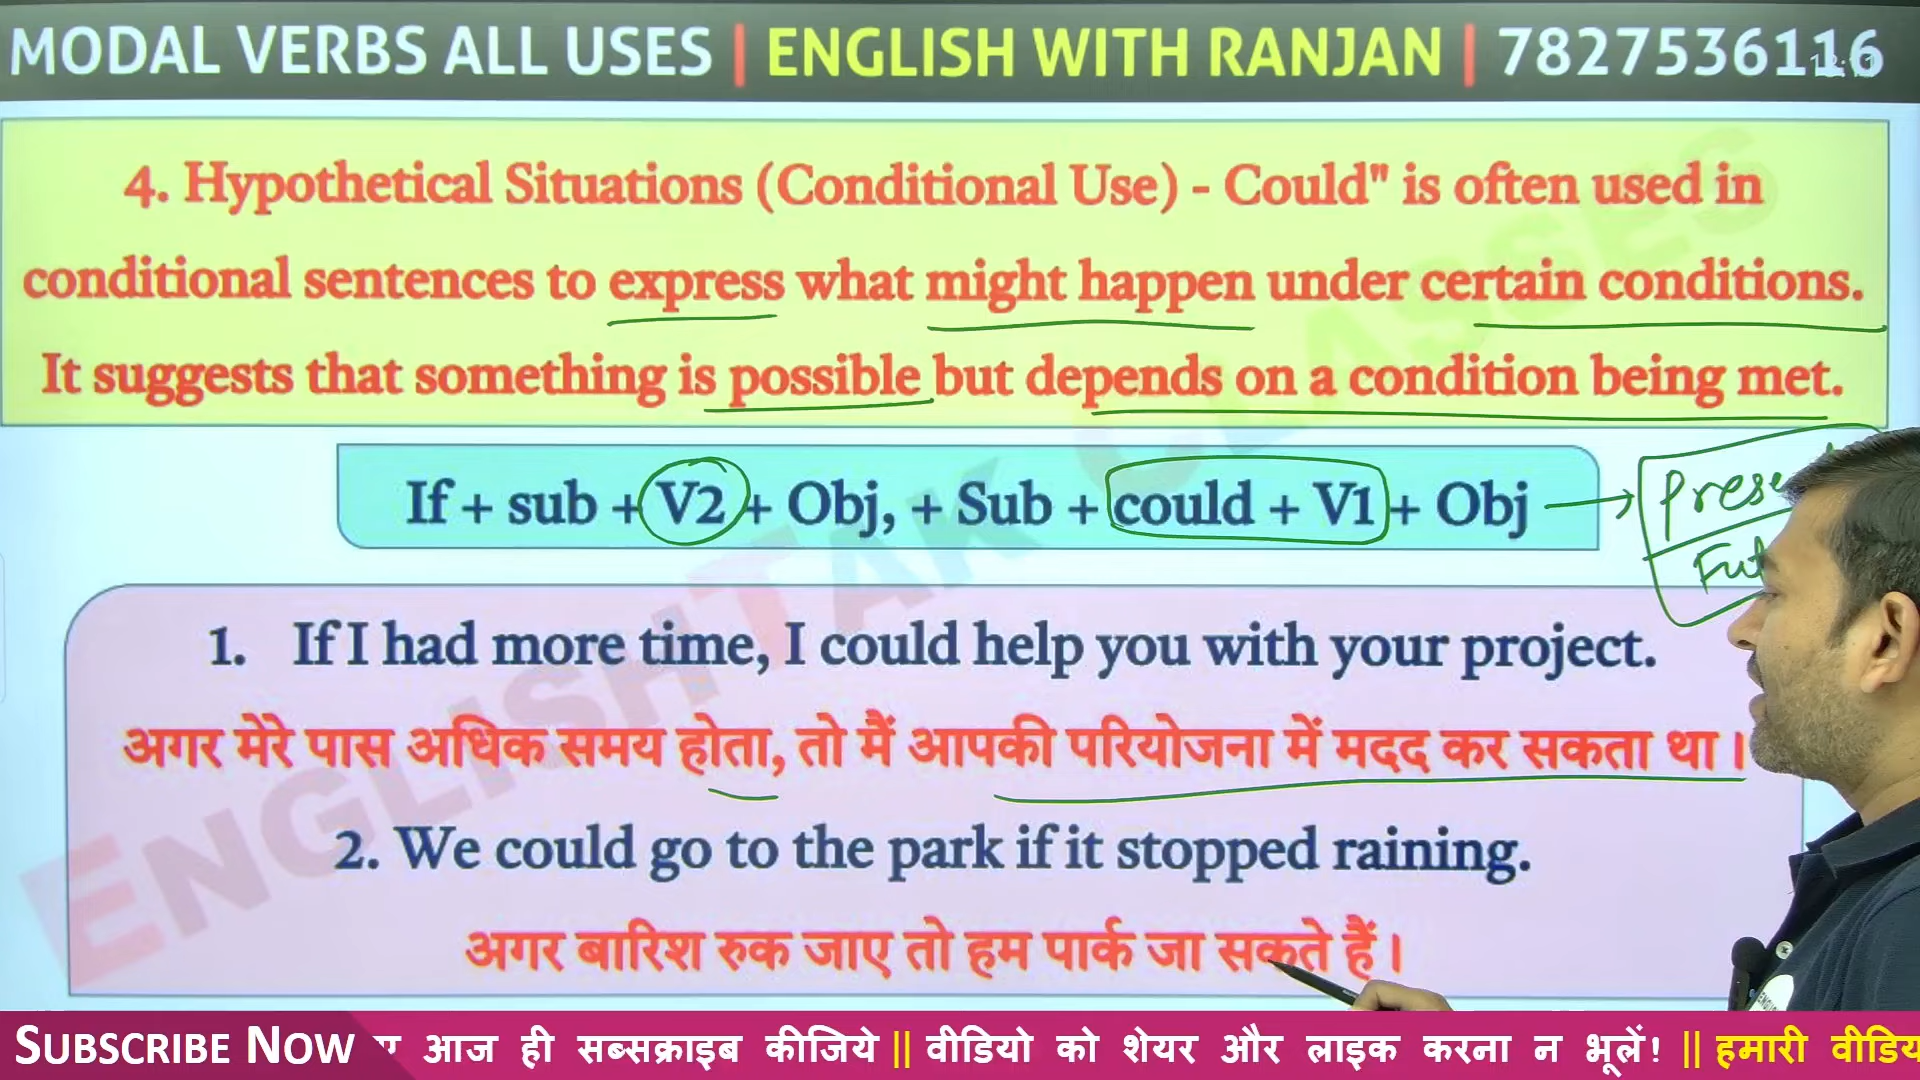 MODAL VERBS ALL USES | ENGLISH WITH RANJAN | 7827536116
4. Hypothetical Situations (Conditional Use) - Could" is often used in
conditional sentences to express what might happen under certain conditions.
It suggests that something is possible but depends on a condition being met.
If + sub + V2 + Obj, + Sub + could + V1 + Obj
1. If I had more time, I could help you with your project.
अगर मेरे पास अधिक समय होता, तो मैं आपकी परियोजना में मदद कर सकता था।
2. We could go to the park if it stopped raining.
अगर बारिश रुक जाए तो हम पार्क जा सकते हैं।
ENGLISHTAK CLASSES
SUBSCRIBE NOW आज ही सब्सक्राइब कीजिये || वीडियो को शेयर और लाइक करना न भूलें! || हमारी